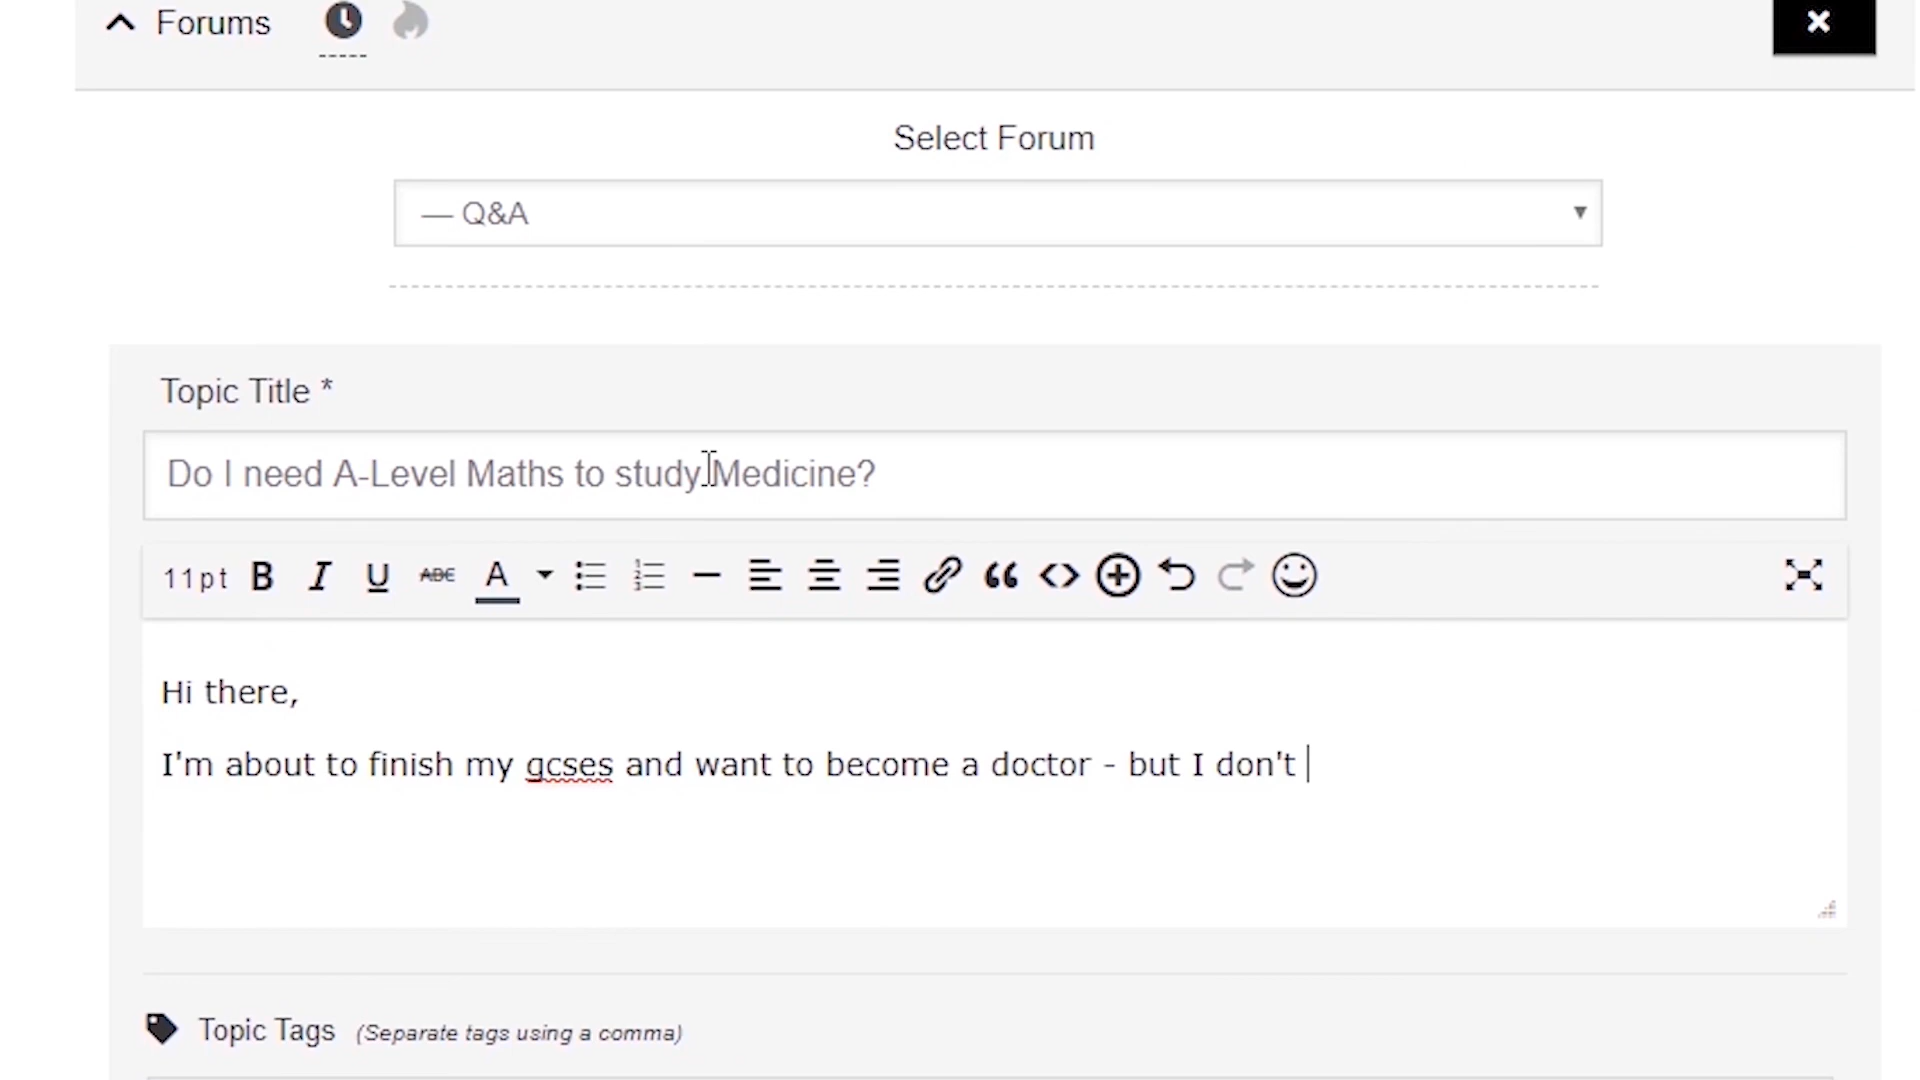 Forums
Select Forum
— Q&A
Topic Title *
Do I need A-Level Maths to study Medicine?
11pt B I U ABC A
Hi there,
I'm about to finish my gcses and want to become a doctor - but I don't
Topic Tags (Separate tags using a comma)